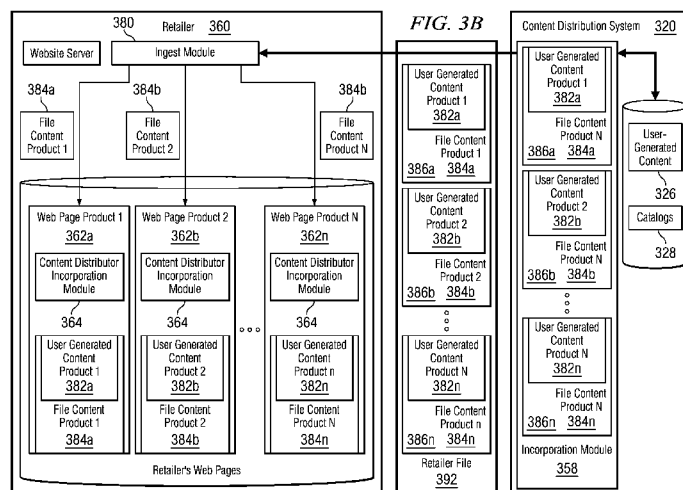 FIG. 3B
Retailer 360
380
Website Server
Ingest Module
384a
File
Content
Product 1
384b
File
Content
Product 2
384b
File
Content
Product N
Web Page Product 1
362a
Content Distributor
Incorporation
Module
364
User Generated
Content
Product 1
382a
File Content
Product 1
384a
Web Page Product 2
362b
Content Distributor
Incorporation
Module
364
User Generated
Content
Product 2
382b
File Content
Product 2
384b
Web Page Product N
362n
Content Distributor
Incorporation
Module
364
User Generated
Content
Product n
382n
File Content
Product N
384n
Retailer's Web Pages
User Generated
Content
Product 1
382a
File Content
Product 1
386a 384a
User Generated
Content
Product 2
382b
File Content
Product 2
386b 384b
User Generated
Content
Product N
382n
File Content
Product n
386n 384n
Retailer File
392
Content Distribution System 320
User Generated
Content
Product 1
382a
File Content
Product N
386a 384a
User Generated
Content
Product 2
382b
File Content
Product N
386b 384b
User Generated
Content
Product N
382n
File Content
Product N
386n 384n
Incorporation Module
358
User-
Generated
Content
326
Catalogs
328